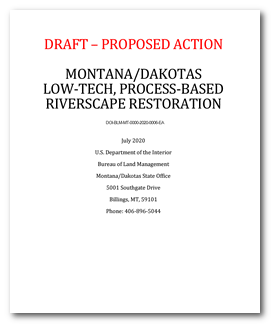 DRAFT – PROPOSED ACTION
MONTANA/DAKOTAS
LOW-TECH, PROCESS-BASED
RIVERSCAPE RESTORATION
DOI-BLM-MT-0000-2020-0006-EA
July 2020
U.S. Department of the Interior
Bureau of Land Management
Montana/Dakotas State Office
5001 Southgate Drive
Billings, MT, 59101
Phone: 406-896-5044